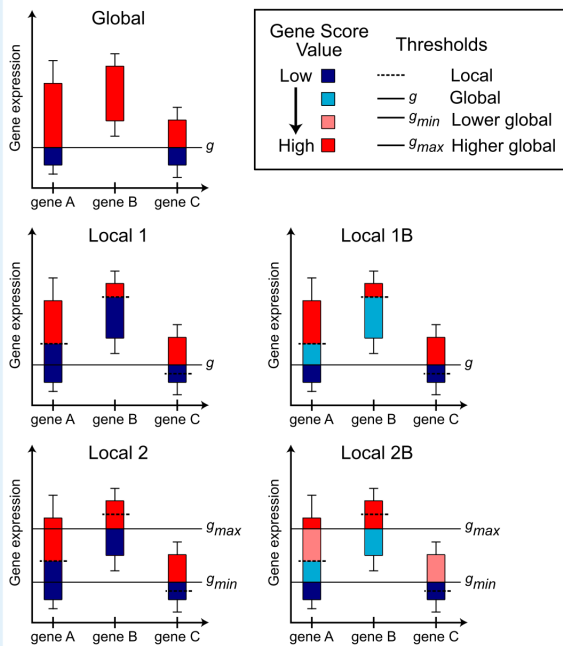 Global
Gene expression
g
gene A gene B gene C
Gene Score
Value
Low
High
Thresholds
Local
g Global
gmin Lower global
gmax Higher global
Local 1
Gene expression
g
gene A gene B gene C
Local 1B
Gene expression
g
gene A gene B gene C
Local 2
Gene expression
gmax
gmin
gene A gene B gene C
Local 2B
Gene expression
gmax
gmin
gene A gene B gene C